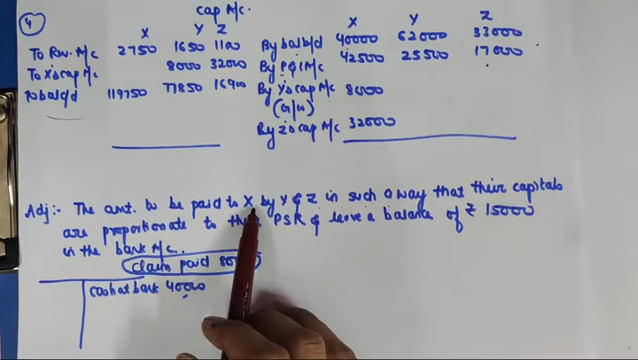 4
Cap A/c.
X Y Z X Y Z
To Rev. A/c 2750 1650 1100 By bal b/d 40000 62000 33000
To X's cap A/c 8000 32000 By P&L A/c 42500 25500 17000
To bal c/d 119750 77850 16900 By Y's cap A/c 8000
(G/W)
By Z's cap A/c 32000
Adj:- The amt. to be paid to X by Y & Z in such a way that their capitals
are proportionate to their PSR & leave a balance of ₹ 15000
in the bank A/c.
claim paid
Cash at bank 40000